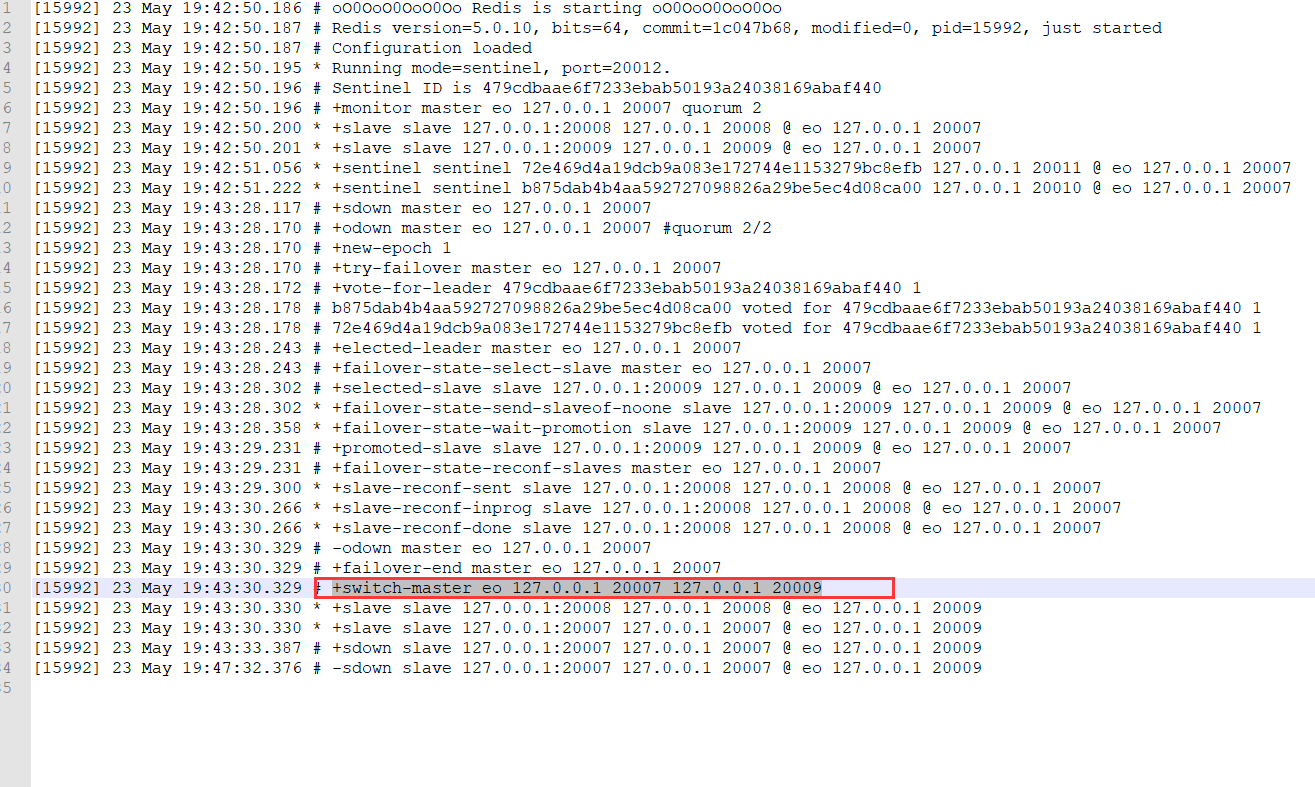 1 [15992] 23 May 19:42:50.186 # oO0OoO0OoO0Oo Redis is starting oO0OoO0OoO0Oo
2 [15992] 23 May 19:42:50.187 # Redis version=5.0.10, bits=64, commit=1c047b68, modified=0, pid=15992, just started
3 [15992] 23 May 19:42:50.187 # Configuration loaded
4 [15992] 23 May 19:42:50.195 * Running mode=sentinel, port=20012.
5 [15992] 23 May 19:42:50.196 # Sentinel ID is 479cdbaae6f7233ebab50193a24038169abaf440
6 [15992] 23 May 19:42:50.196 # +monitor master eo 127.0.0.1 20007 quorum 2
7 [15992] 23 May 19:42:50.200 * +slave slave 127.0.0.1:20008 127.0.0.1 20008 @ eo 127.0.0.1 20007
8 [15992] 23 May 19:42:50.201 * +slave slave 127.0.0.1:20009 127.0.0.1 20009 @ eo 127.0.0.1 20007
9 [15992] 23 May 19:42:51.056 * +sentinel sentinel 72e469d4a19dcb9a083e172744e1153279bc8efb 127.0.0.1 20011 @ eo 127.0.0.1 20007
0 [15992] 23 May 19:42:51.222 * +sentinel sentinel b875dab4b4aa592727098826a29be5ec4d08ca00 127.0.0.1 20010 @ eo 127.0.0.1 20007
1 [15992] 23 May 19:43:28.117 # +sdown master eo 127.0.0.1 20007
2 [15992] 23 May 19:43:28.170 # +odown master eo 127.0.0.1 20007 #quorum 2/2
3 [15992] 23 May 19:43:28.170 # +new-epoch 1
4 [15992] 23 May 19:43:28.170 # +try-failover master eo 127.0.0.1 20007
5 [15992] 23 May 19:43:28.172 # +vote-for-leader 479cdbaae6f7233ebab50193a24038169abaf440 1
6 [15992] 23 May 19:43:28.178 # b875dab4b4aa592727098826a29be5ec4d08ca00 voted for 479cdbaae6f7233ebab50193a24038169abaf440 1
7 [15992] 23 May 19:43:28.178 # 72e469d4a19dcb9a083e172744e1153279bc8efb voted for 479cdbaae6f7233ebab50193a24038169abaf440 1
8 [15992] 23 May 19:43:28.243 # +elected-leader master eo 127.0.0.1 20007
9 [15992] 23 May 19:43:28.243 # +failover-state-select-slave master eo 127.0.0.1 20007
0 [15992] 23 May 19:43:28.302 # +selected-slave slave 127.0.0.1:20009 127.0.0.1 20009 @ eo 127.0.0.1 20007
1 [15992] 23 May 19:43:28.302 * +failover-state-send-slaveof-noone slave 127.0.0.1:20009 127.0.0.1 20009 @ eo 127.0.0.1 20007
2 [15992] 23 May 19:43:28.358 * +failover-state-wait-promotion slave 127.0.0.1:20009 127.0.0.1 20009 @ eo 127.0.0.1 20007
3 [15992] 23 May 19:43:29.231 # +promoted-slave slave 127.0.0.1:20009 127.0.0.1 20009 @ eo 127.0.0.1 20007
4 [15992] 23 May 19:43:29.231 # +failover-state-reconf-slaves master eo 127.0.0.1 20007
5 [15992] 23 May 19:43:29.300 * +slave-reconf-sent slave 127.0.0.1:20008 127.0.0.1 20008 @ eo 127.0.0.1 20007
6 [15992] 23 May 19:43:30.266 * +slave-reconf-inprog slave 127.0.0.1:20008 127.0.0.1 20008 @ eo 127.0.0.1 20007
7 [15992] 23 May 19:43:30.266 * +slave-reconf-done slave 127.0.0.1:20008 127.0.0.1 20008 @ eo 127.0.0.1 20007
8 [15992] 23 May 19:43:30.329 # -odown master eo 127.0.0.1 20007
9 [15992] 23 May 19:43:30.329 # +failover-end master eo 127.0.0.1 20007
0 [15992] 23 May 19:43:30.329 # +switch-master eo 127.0.0.1 20007 127.0.0.1 20009
1 [15992] 23 May 19:43:30.330 * +slave slave 127.0.0.1:20008 127.0.0.1 20008 @ eo 127.0.0.1 20009
2 [15992] 23 May 19:43:30.330 * +slave slave 127.0.0.1:20007 127.0.0.1 20007 @ eo 127.0.0.1 20009
3 [15992] 23 May 19:43:33.387 # +sdown slave 127.0.0.1:20007 127.0.0.1 20007 @ eo 127.0.0.1 20009
4 [15992] 23 May 19:47:32.376 # -sdown slave 127.0.0.1:20007 127.0.0.1 20007 @ eo 127.0.0.1 20009
5